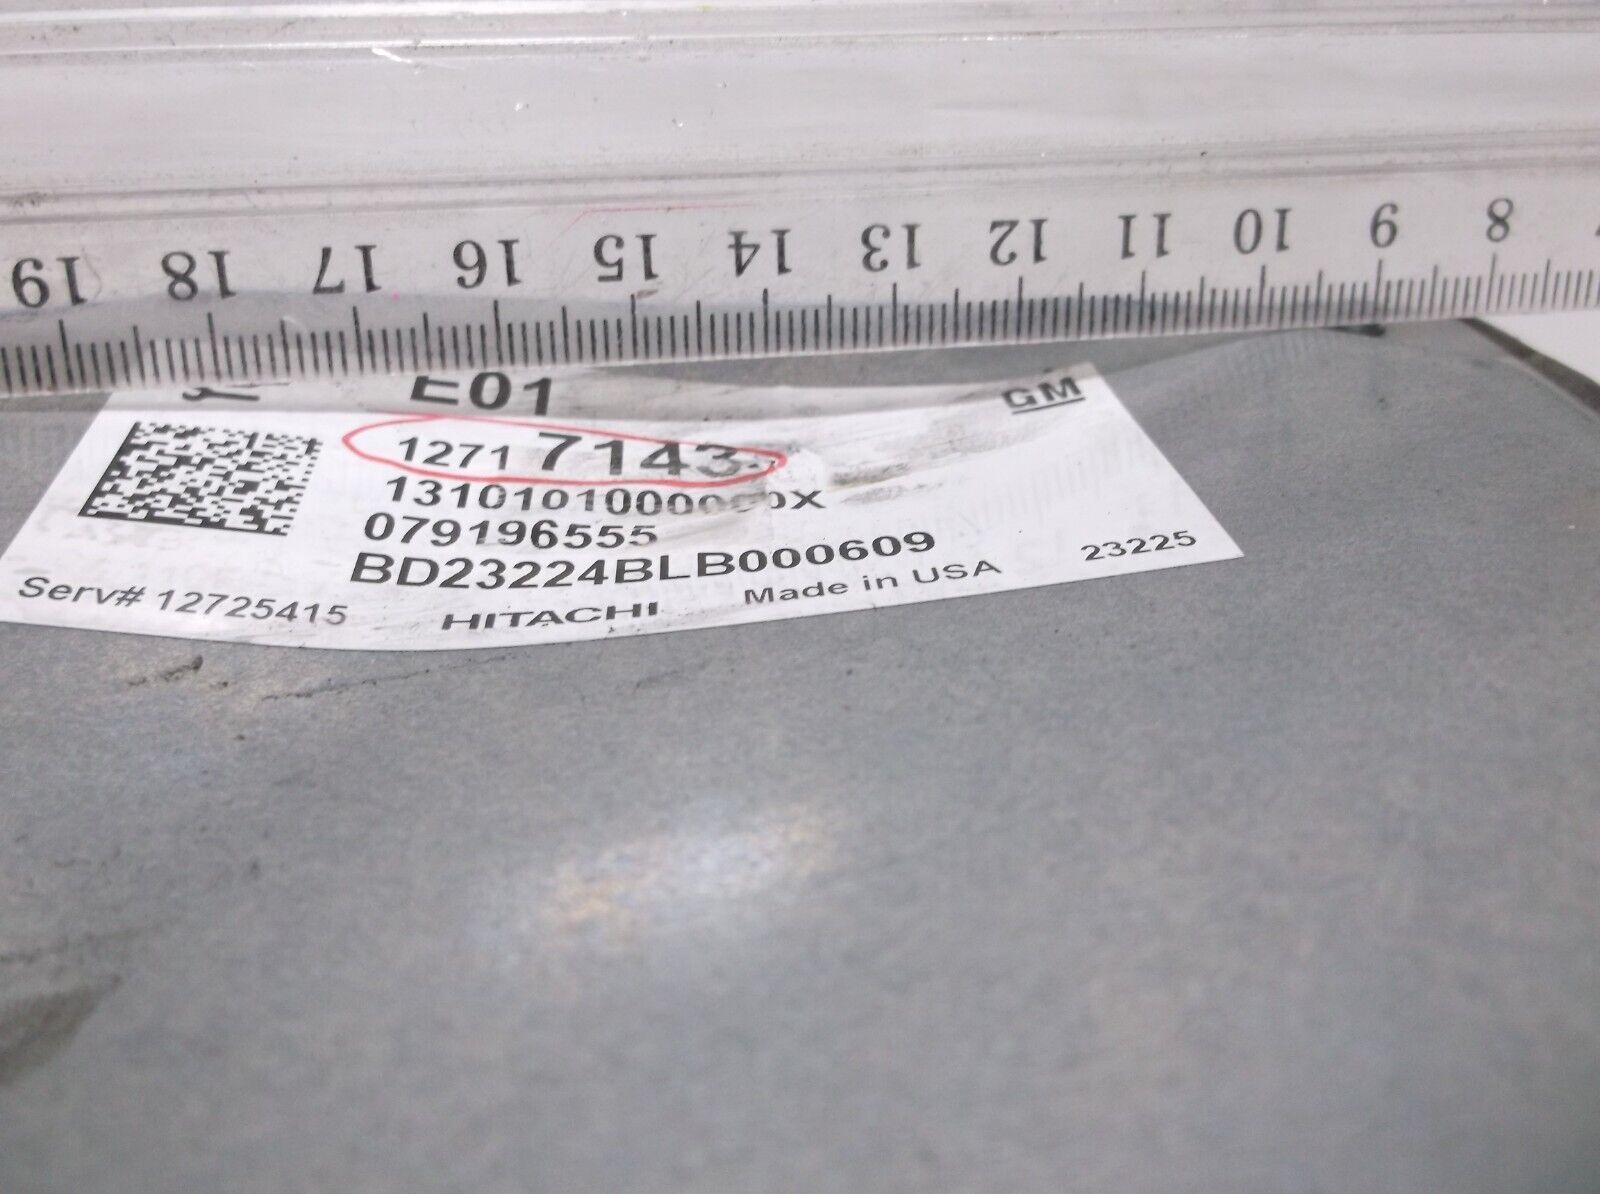 19 18 17 16 15 14 13 12 11 10 9 8
E01
GM
1271 7143
079196555
BD23224BLB000609
23225
Serv# 12725415
HITACHI
Made in USA